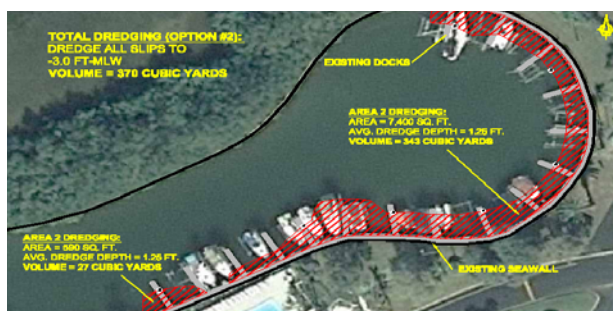 TOTAL DREDGING (OPTION #2):
DREDGE ALL SLIPS TO
-3.0 FT-MLW
VOLUME = 370 CUBIC YARDS
EXISTING DOCKS
AREA 2 DREDGING:
AREA = 7,400 SQ. FT.
AVG. DREDGE DEPTH = 1.25 FT.
VOLUME = 343 CUBIC YARDS
AREA 2 DREDGING:
AREA = 590 SQ. FT.
AVG. DREDGE DEPTH = 1.25 FT.
VOLUME = 27 CUBIC YARDS
EXISTING SEAWALL